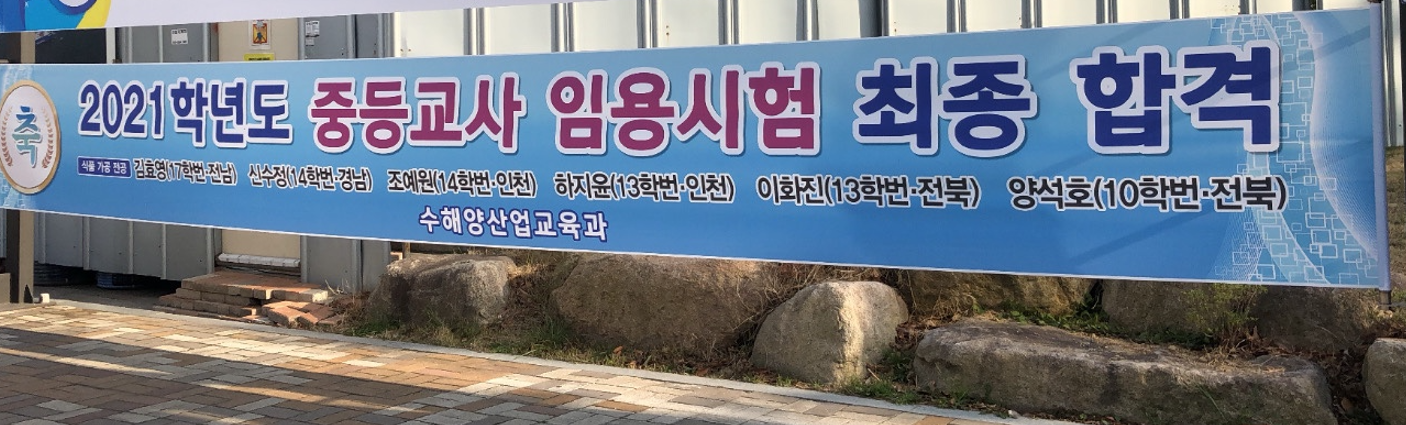 축
2021학년도 중등교사 임용시험 최종 합격
식품 가공 전공 김효영(17학번·전남) 신수정(14학번·경남) 조예원(14학번·인천) 하지윤(13학번·인천) 이화진(13학번·전북) 양석호(10학번·전북)
수해양산업교육과